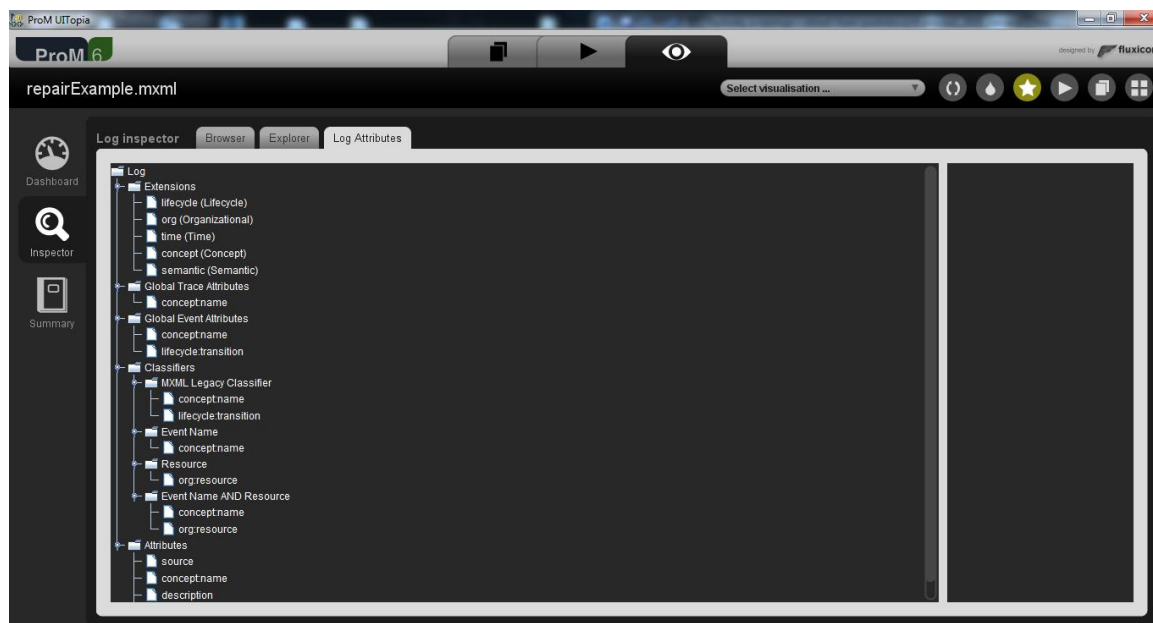 ProM UITopia
ProM 6
designed by fluxicon
repairExample.mxml
Select visualisation ...
Log inspector Browser Explorer Log Attributes
Dashboard
Inspector
Summary
Log
Extensions
lifecycle (Lifecycle)
org (Organizational)
time (Time)
concept (Concept)
semantic (Semantic)
Global Trace Attributes
concept:name
Global Event Attributes
concept:name
lifecycle:transition
Classifiers
MXML Legacy Classifier
concept:name
lifecycle:transition
Event Name
concept:name
Resource
org:resource
Event Name AND Resource
concept:name
org:resource
Attributes
source
concept:name
description